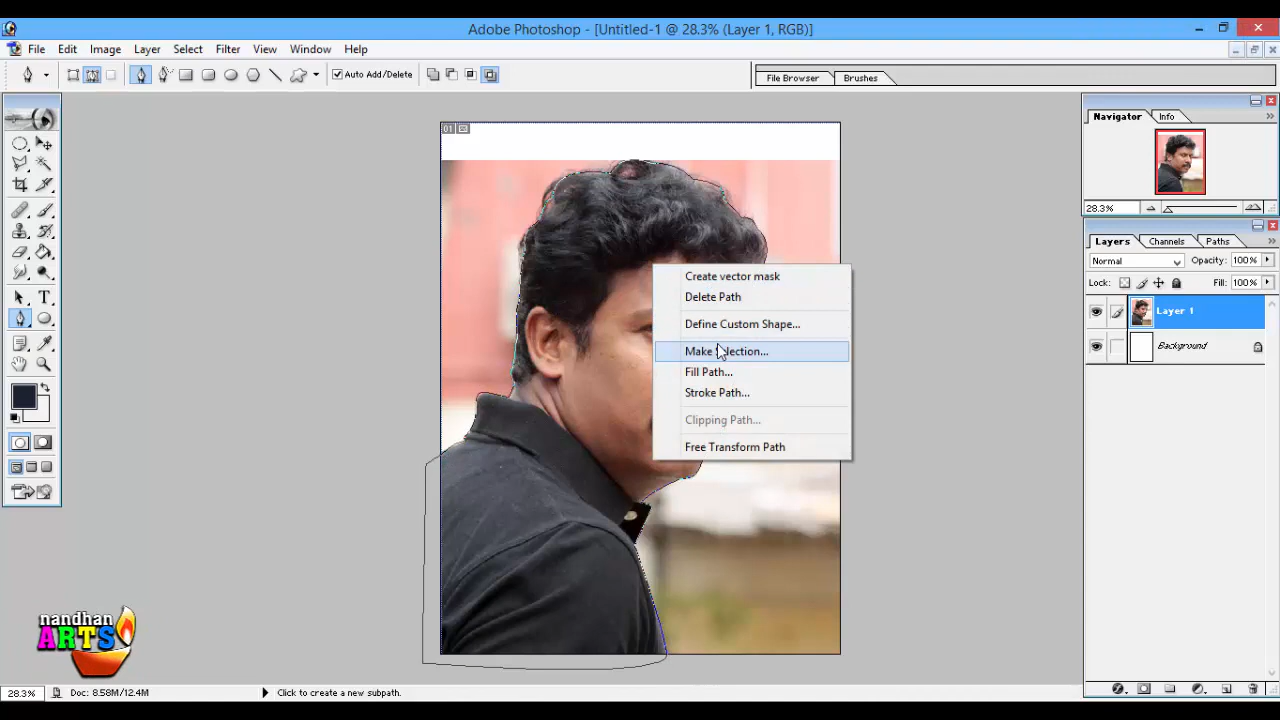 Adobe Photoshop - [Untitled-1 @ 28.3% (Layer 1, RGB)]
File Edit Image Layer Select Filter View Window Help
Auto Add/Delete
File Browser Brushes
01
Navigator Info
28.3%
Layers Channels Paths
Normal Opacity: 100%
Lock: Fill: 100%
Layer 1
Background
Create vector mask
Delete Path
Define Custom Shape...
Make Selection...
Fill Path...
Stroke Path...
Clipping Path...
Free Transform Path
T
nandhan
ARTS
28.3% Doc: 8.58M/12.4M Click to create a new subpath.